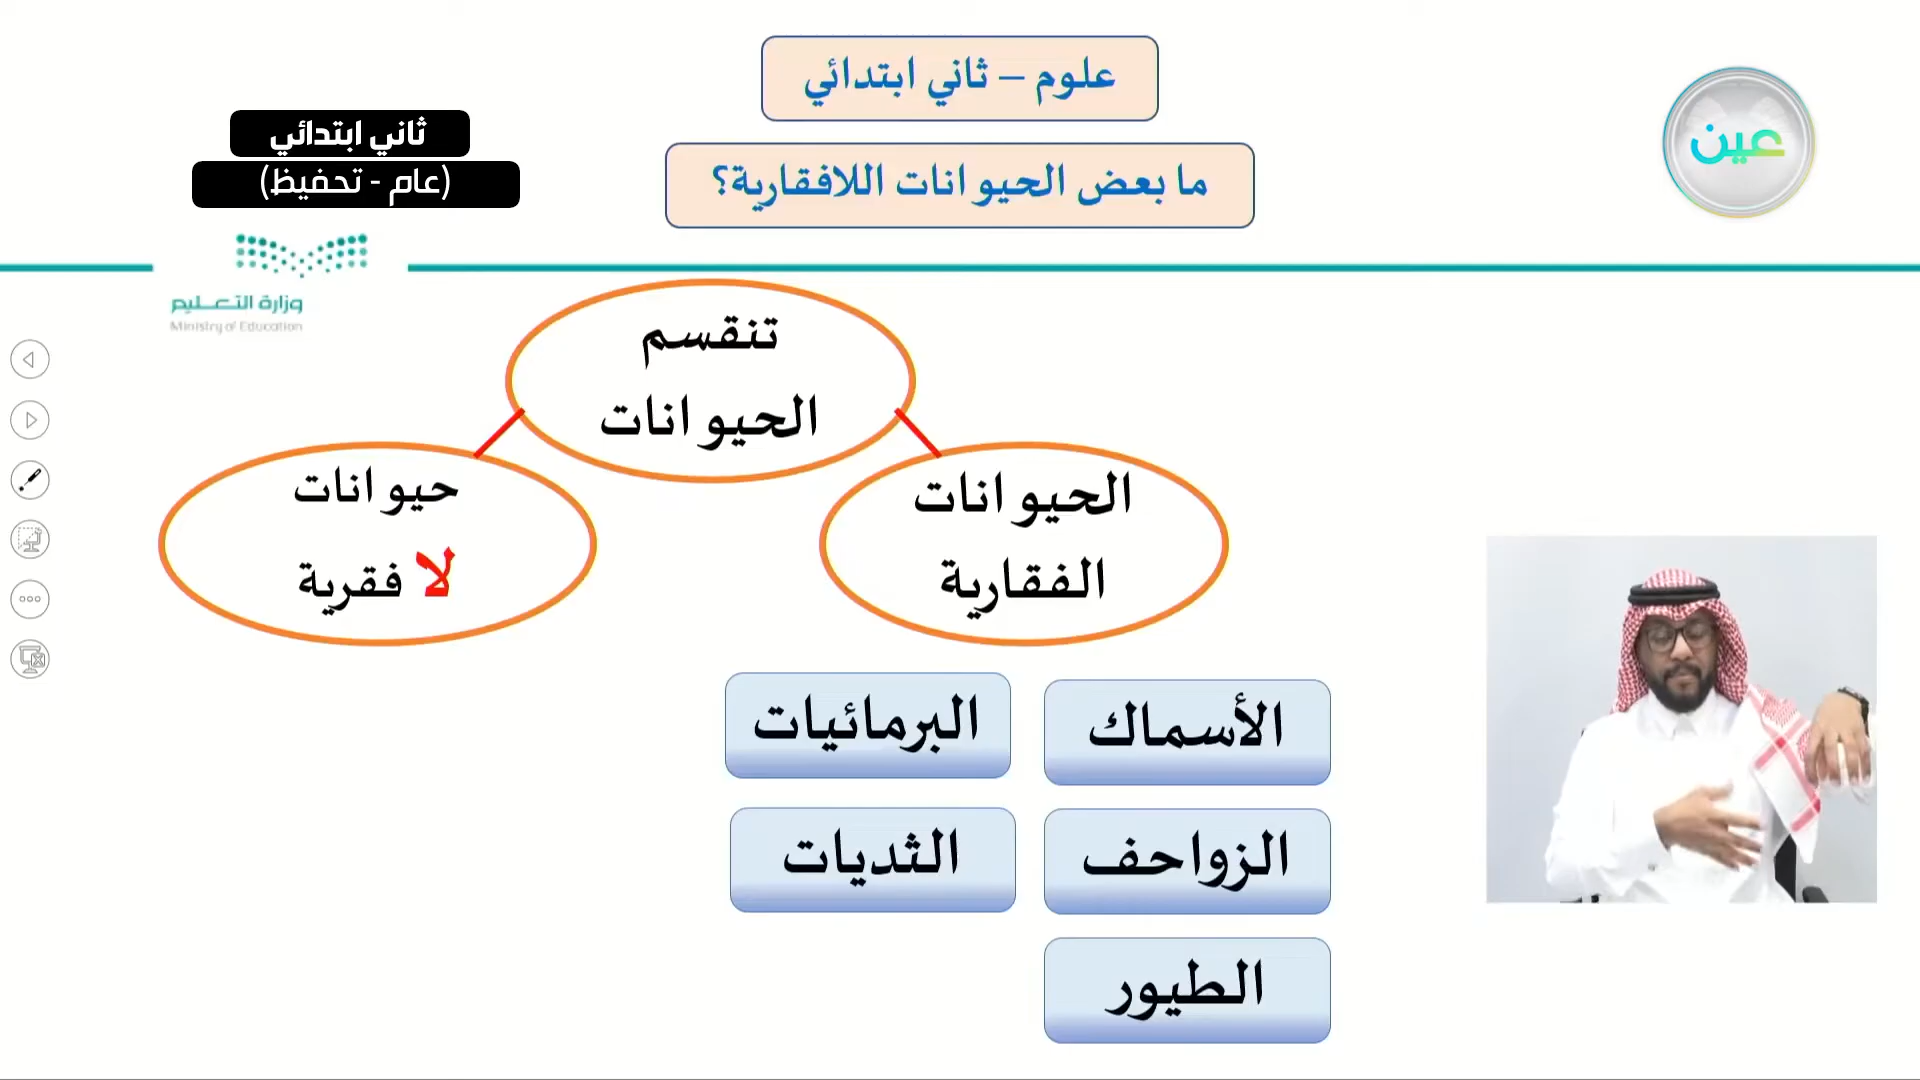 علوم – ثاني ابتدائي
ما بعض الحيوانات اللافقارية؟
عين
ثاني ابتدائي
(عام - تحفيظ)
وزارة التعليم
Ministry of Education
تنقسم
الحيوانات
الحيوانات
الفقارية
حيوانات
لا فقرية
الأسماك
البرمائيات
الزواحف
الثديات
الطيور